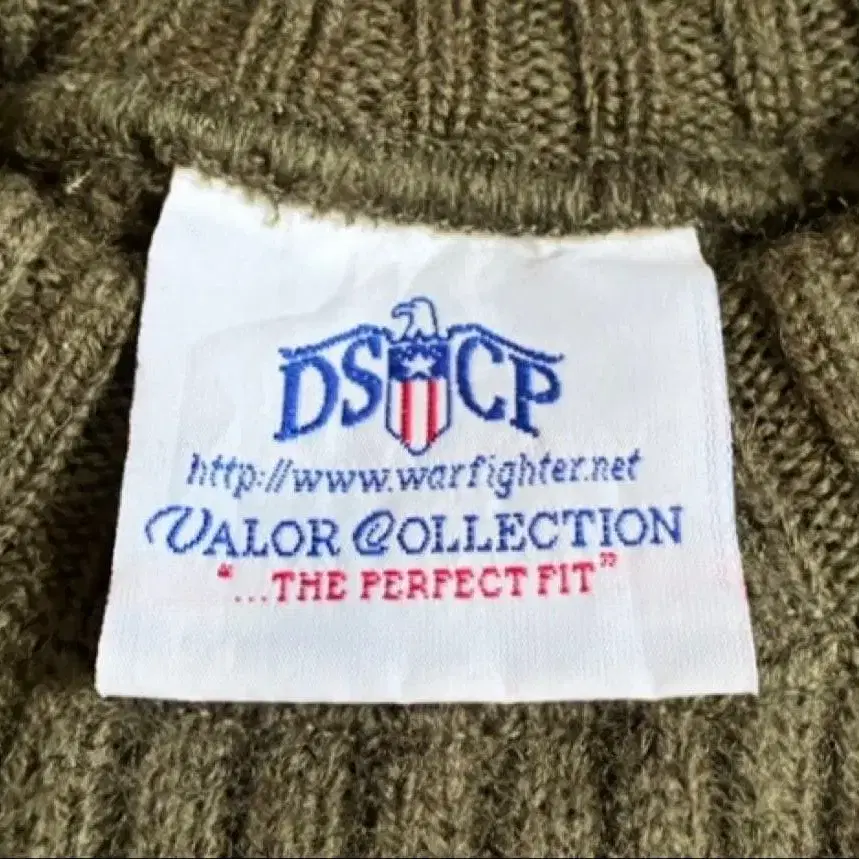 DSCP
http://www.warfighter.net
VALOR COLLECTION
"...THE PERFECT FIT"